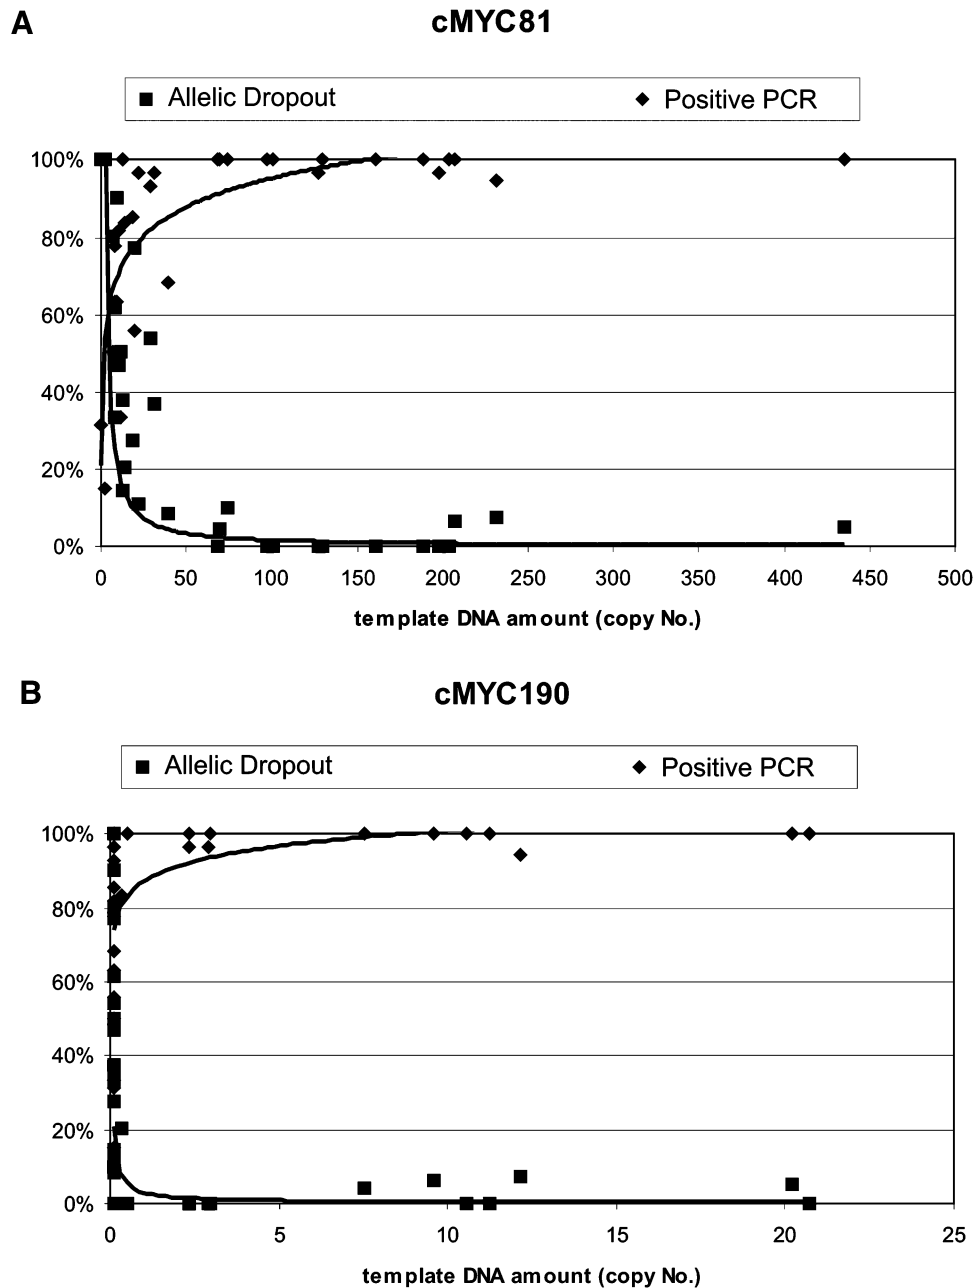 A
cMYC81
Allelic Dropout Positive PCR
100%
80%
60%
40%
20%
0%
0 50 100 150 200 250 300 350 400 450 500
template DNA amount (copy No.)
B
cMYC190
Allelic Dropout Positive PCR
100%
80%
60%
40%
20%
0%
0 5 10 15 20 25
template DNA amount (copy No.)